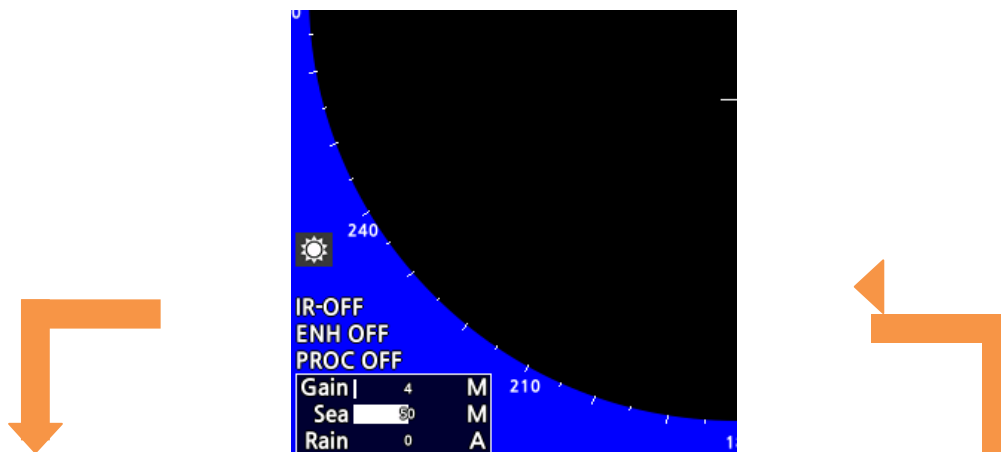 0
240
IR-OFF
ENH OFF
PROC OFF
Gain 4 M
210
Sea 50 M
Rain 0 A